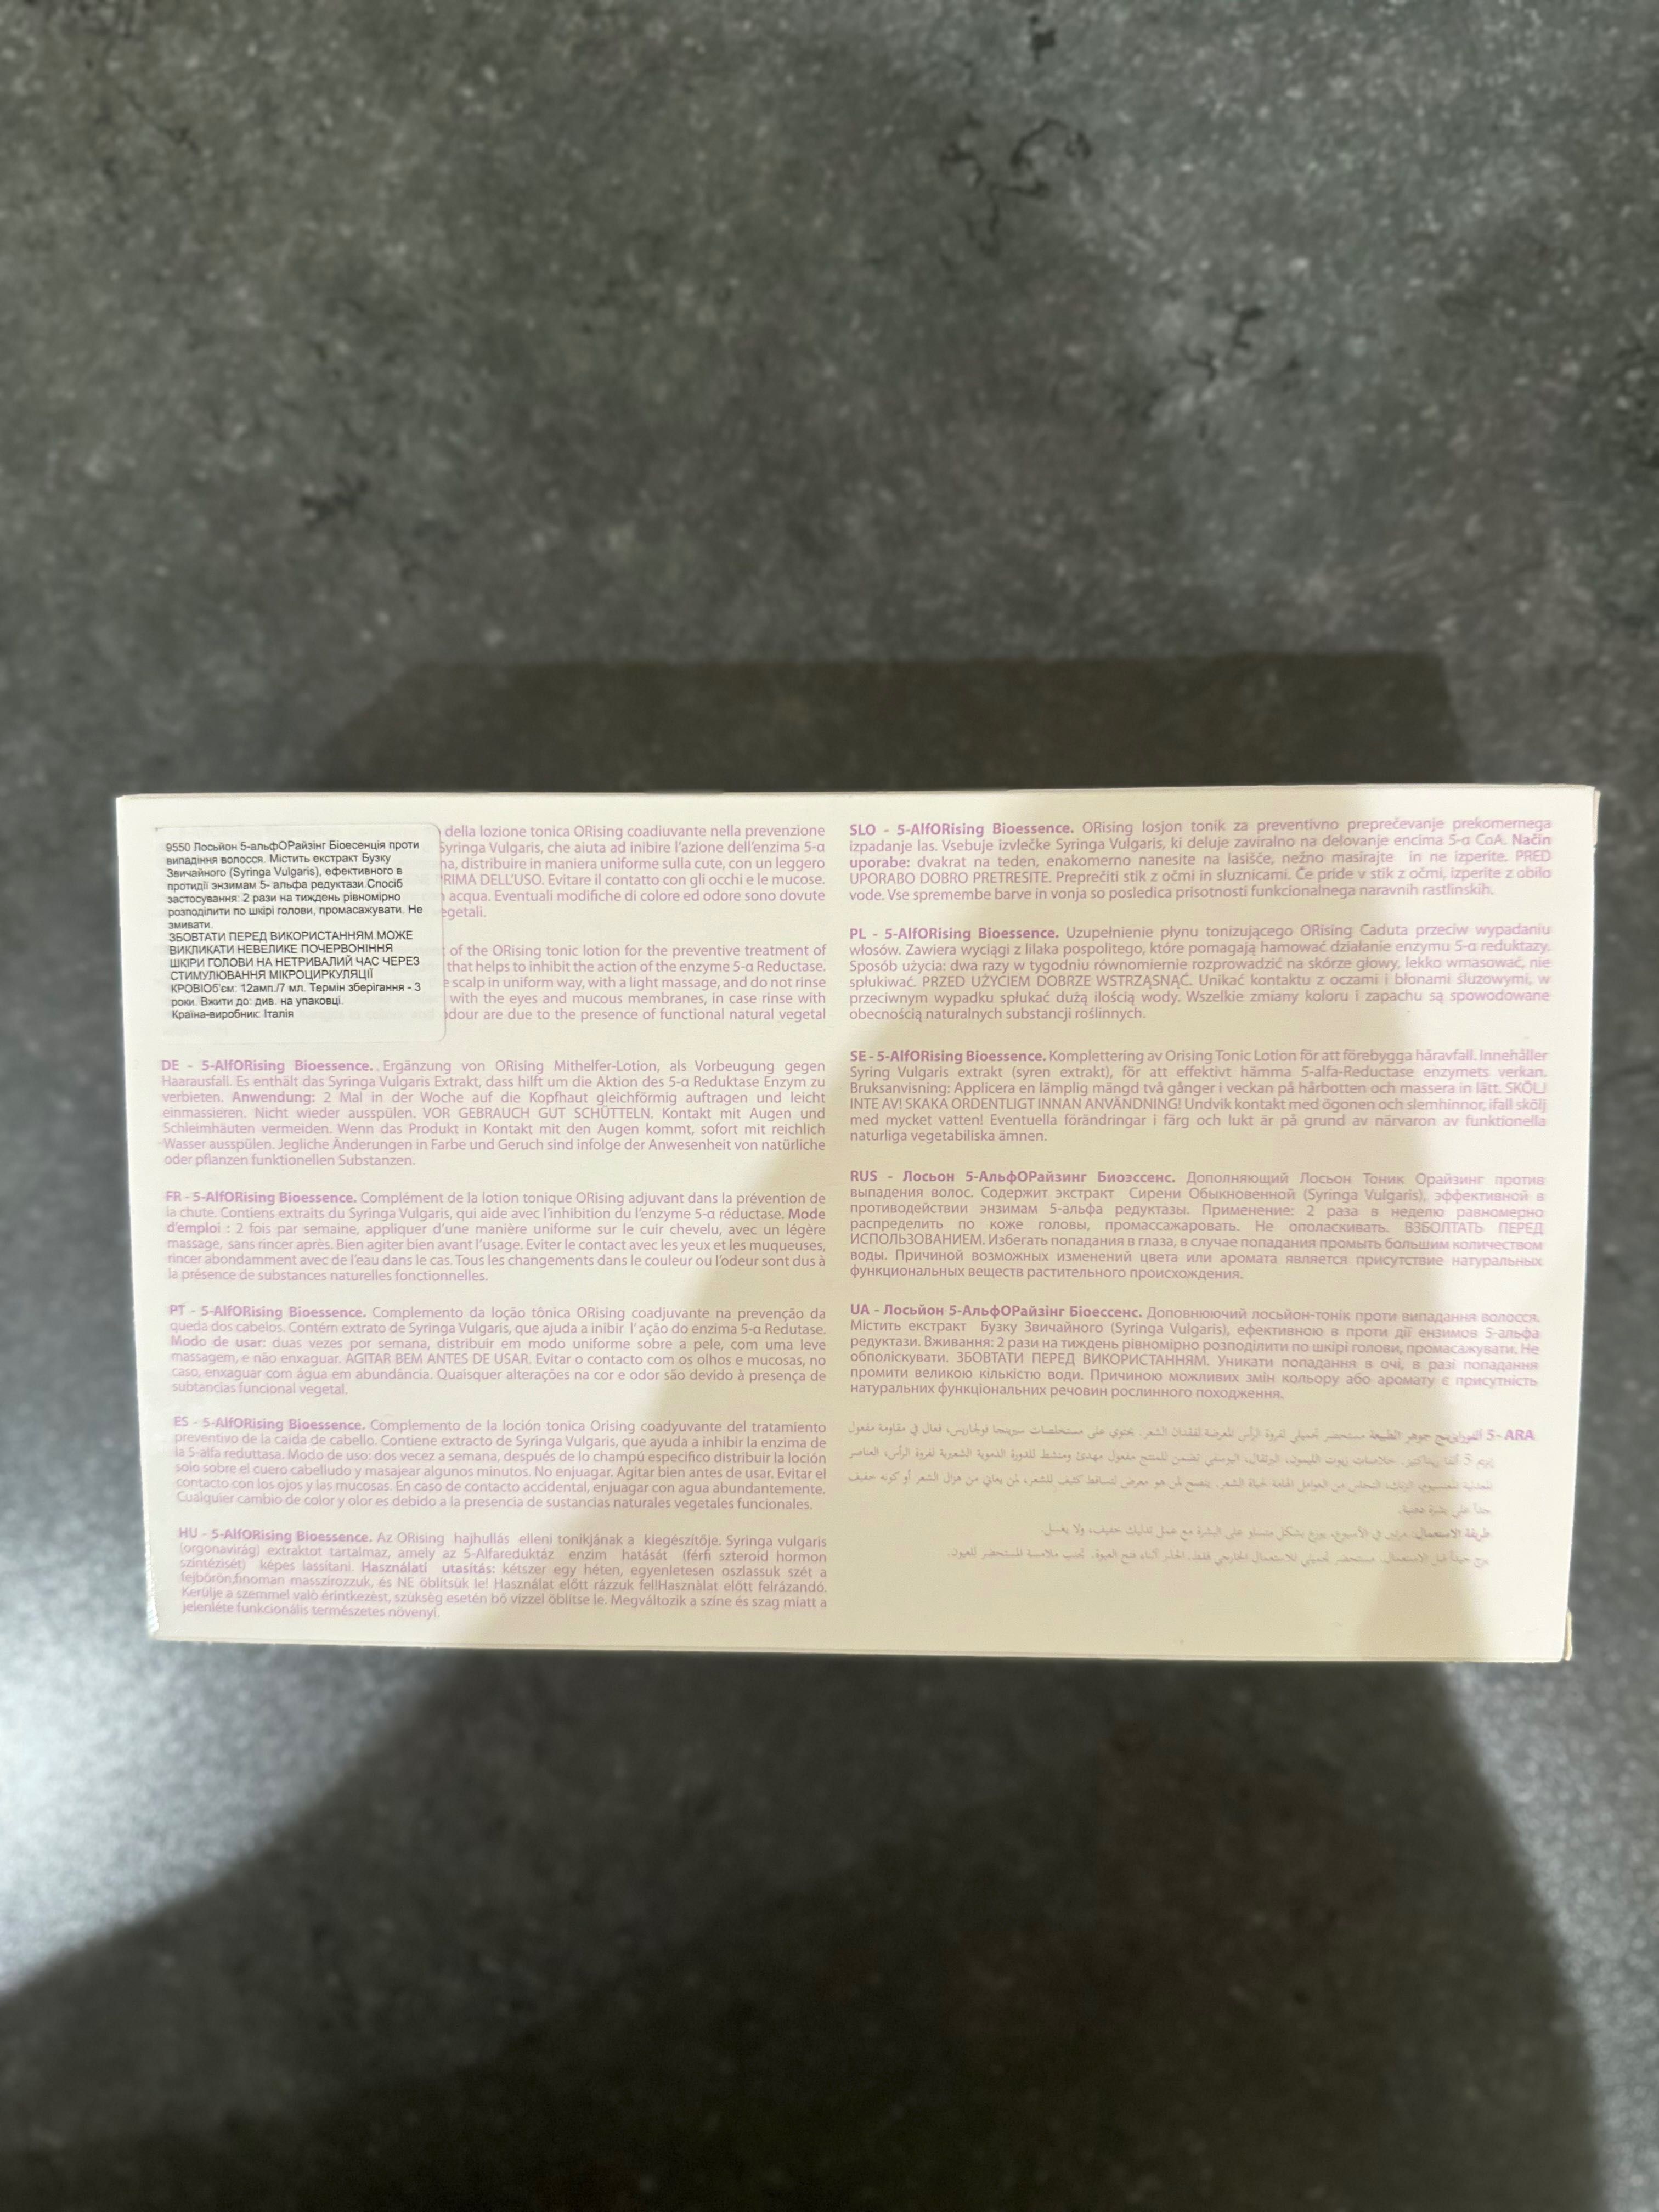 9550 Лосьйон 5-альфОРайзінг Біоесенція проти
випадіння волосся. Містить екстракт Бузку
Звичайного (Syringa Vulgaris), ефективного в
протидії энзимам 5- альфа редуктази.Спосіб
застосування: 2 рази на тиждень рівномірно
розподілити по шкірі голови, промасажувати. Не
змивати.
ЗБОВТАТИ ПЕРЕД ВИКОРИСТАННЯМ.МОЖЕ
ВИКЛИКАТИ НЕВЕЛИКЕ ПОЧЕРВОНІННЯ
ШКІРИ ГОЛОВИ НА НЕТРИВАЛИЙ ЧАС ЧЕРЕЗ
СТИМУЛЮВАННЯ МІКРОЦИРКУЛЯЦІЇ
КРОВІОб'єм: 12амп./7 мл. Термін зберігання - 3
роки. Вжити до: див. на упаковці.
Країна-виробник: Італія
della lozione tonica ORising coadiuvante nella prevenzione
Syringa Vulgaris, che aiuta ad inibire l'azione dell'enzima 5-α
na, distribuire in maniera uniforme sulla cute, con un leggero
RIMA DELL'USO. Evitare il contatto con gli occhi e le mucose.
acqua. Eventuali modifiche di colore ed odore sono dovute
egetali.
of the ORising tonic lotion for the preventive treatment of
that helps to inhibit the action of the enzyme 5-α Reductase.
scalp in uniform way, with a light massage, and do not rinse
with the eyes and mucous membranes, in case rinse with
dour are due to the presence of functional natural vegetal
DE - 5-AlfORising Bioessence. Ergänzung von ORising Mithelfer-Lotion, als Vorbeugung gegen
Haarausfall. Es enthält das Syringa Vulgaris Extrakt, dass hilft um die Aktion des 5-α Reduktase Enzym zu
verbieten. Anwendung: 2 Mal in der Woche auf die Kopfhaut gleichförmig auftragen und leicht
einmassieren. Nicht wieder ausspülen. VOR GEBRAUCH GUT SCHÜTTELN. Kontakt mit Augen und
Schleimhäuten vermeiden. Wenn das Produkt in Kontakt mit den Augen kommt, sofort mit reichlich
Wasser ausspülen. Jegliche Änderungen in Farbe und Geruch sind infolge der Anwesenheit von natürliche
oder pflanzen funktionellen Substanzen.
FR - 5-AlfORising Bioessence. Complément de la lotion tonique ORising adjuvant dans la prévention de
la chute. Contiens extraits du Syringa Vulgaris, qui aide avec l'inhibition du l'enzyme 5-α réductase. Mode
d'emploi : 2 fois par semaine, appliquer d'une manière uniforme sur le cuir chevelu, avec un légère
massage, sans rincer après. Bien agiter bien avant l'usage. Eviter le contact avec les yeux et les muqueuses,
rincer abondamment avec de l'eau dans le cas. Tous les changements dans le couleur ou l'odeur sont dus à
la présence de substances naturelles fonctionnelles.
PT - 5-AlfORising Bioessence. Complemento da loção tônica ORising coadjuvante na prevenção da
queda dos cabelos. Contém extrato de Syringa Vulgaris, que ajuda a inibir l'ação do enzima 5-α Redutase.
Modo de usar: duas vezes por semana, distribuir em modo uniforme sobre a pele, com uma leve
massagem, e não enxaguar. AGITAR BEM ANTES DE USAR. Evitar o contacto com os olhos e mucosas, no
caso, enxaguar com água em abundância. Quaisquer alterações na cor e odor são devido à presença de
subtancias funcional vegetal.
ES - 5-AlfORising Bioessence. Complemento de la loción tonica Orising coadyuvante del tratamiento
preventivo de la caida de cabello. Contiene extracto de Syringa Vulgaris, que ayuda a inhibir la enzima de
la 5-alfa reduttasa. Modo de uso: dos vecez a semana, después de lo champú especifico distribuir la loción
solo sobre el cuero cabelludo y masajear algunos minutos. No enjuagar. Agitar bien antes de usar. Evitar el
contacto con los ojos y las mucosas. En caso de contacto accidental, enjuagar con agua abundantemente.
Cualquier cambio de color y olor es debido a la presencia de sustancias naturales vegetales funcionales.
HU - 5-AlfORising Bioessence. Az ORising hajhullás elleni tonikjának a kiegészítője. Syringa vulgaris
(orgonavirág) extraktot tartalmaz, amely az 5-Alfareduktáz enzim hatását (férfi szteroid hormon
szintézisét) képes lassítani. Használati utasítás: kétszer egy héten, egyenletesen oszlassuk szét a
fejbőrön,finoman masszírozzuk, és NE öblítsük le! Használat előtt rázzuk fel!Használat előtt felrázandó.
Kerülje a szemmel való érintkezést, szükség esetén bő vízzel öblítse le. Megváltozik a színe és szag miatt a
jelenléte funkcionális természetes növenyi.
SLO - 5-AlfORising Bioessence. ORising losjon tonik za preventivno preprečevanje prekomernega
izpadanje las. Vsebuje izvlečke Syringa Vulgaris, ki deluje zaviralno na delovanje encima 5-α CoA. Način
uporabe: dvakrat na teden, enakomerno nanesite na lasišče, nežno masirajte in ne izperite. PRED
UPORABO DOBRO PRETRESITE. Preprečiti stik z očmi in sluznicami. Če pride v stik z očmi, izperite z obilo
vode. Vse spremembe barve in vonja so posledica prisotnosti funkcionalnega naravnih rastlinskih.
PL - 5-AlfORising Bioessence. Uzupełnienie płynu tonizującego ORising Caduta przeciw wypadaniu
włosów. Zawiera wyciągi z lilaka pospolitego, które pomagają hamować działanie enzymu 5-α reduktazy.
Sposób użycia: dwa razy w tygodniu równomiernie rozprowadzić na skórze głowy, lekko wmasować, nie
spłukiwać. PRZED UŻYCIEM DOBRZE WSTRZĄSNĄĆ. Unikać kontaktu z oczami i błonami śluzowymi, w
przeciwnym wypadku spłukać dużą ilością wody. Wszelkie zmiany koloru i zapachu są spowodowane
obecnością naturalnych substancji roślinnych.
SE - 5-AlfORising Bioessence. Komplettering av Orising Tonic Lotion för att förebygga håravfall. Innehåller
Syring Vulgaris extrakt (syren extrakt), för att effektivt hämma 5-alfa-Reductase enzymets verkan.
Bruksanvisning: Applicera en lämplig mängd två gånger i veckan på hårbotten och massera in lätt. SKÖLJ
INTE AV! SKAKA ORDENTLIGT INNAN ANVÄNDNING! Undvik kontakt med ögonen och slemhinnor, ifall skölj
med mycket vatten! Eventuella förändringar i färg och lukt är på grund av närvaron av funktionella
naturliga vegetabiliska ämnen.
RUS - Лосьон 5-АльфОРайзинг Биоэссенс. Дополняющий Лосьон Тоник Орайзинг против
выпадения волос. Содержит экстракт Сирени Обыкновенной (Syringa Vulgaris), эффективной в
противодействии энзимам 5-альфа редуктазы. Применение: 2 раза в неделю равномерно
распределить по коже головы, промассажировать. Не ополаскивать. ВЗБОЛТАТЬ ПЕРЕД
ИСПОЛЬЗОВАНИЕМ. Избегать попадания в глаза, в случае попадания промыть большим количеством
воды. Причиной возможных изменений цвета или аромата является присутствие натуральных
функциональных веществ растительного происхождения.
UA - Лосьйон 5-АльфОРайзінг Біоессенс. Доповнюючий лосьйон-тонік проти випадання волосся.
Містить екстракт Бузку Звичайного (Syringa Vulgaris), ефективною в проти дії ензимов 5-альфа
редуктази. Вживання: 2 рази на тиждень рівномірно розподілити по шкірі голови, промасажувати. Не
обполіскувати. ЗБОВТАТИ ПЕРЕД ВИКОРИСТАННЯМ. Уникати попадання в очі, в разі попадання
промити великою кількістю води. Причиною можливих змін кольору або аромату є присутність
натуральних функціональних речовин рослинного походження.
5- ARA
طريقة الاستعمال: مرتين في الأسبوع، يوزع بشكل متساو على البشرة مع عمل تدليك خفيف، ولا يغسل.